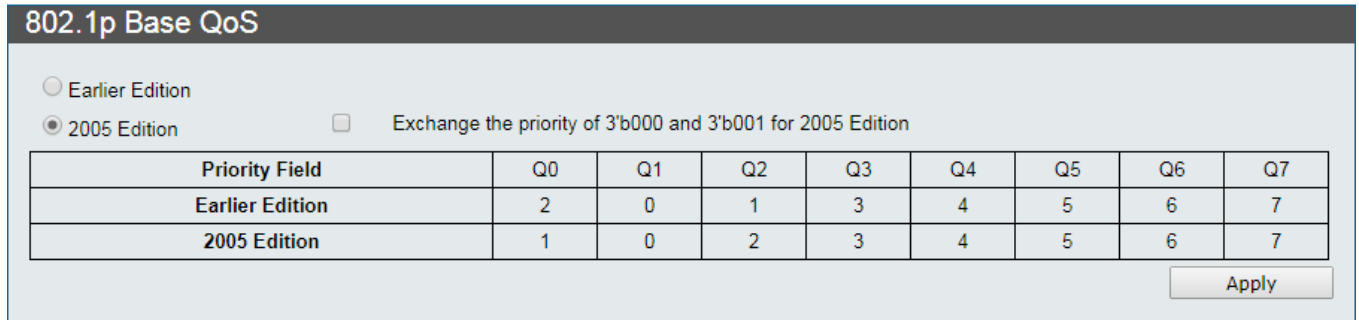 802.1p Base QoS
Earlier Edition
2005 Edition Exchange the priority of 3'b000 and 3'b001 for 2005 Edition
Priority Field Q0 Q1 Q2 Q3 Q4 Q5 Q6 Q7
Earlier Edition 2 0 1 3 4 5 6 7
2005 Edition 1 0 2 3 4 5 6 7
Apply